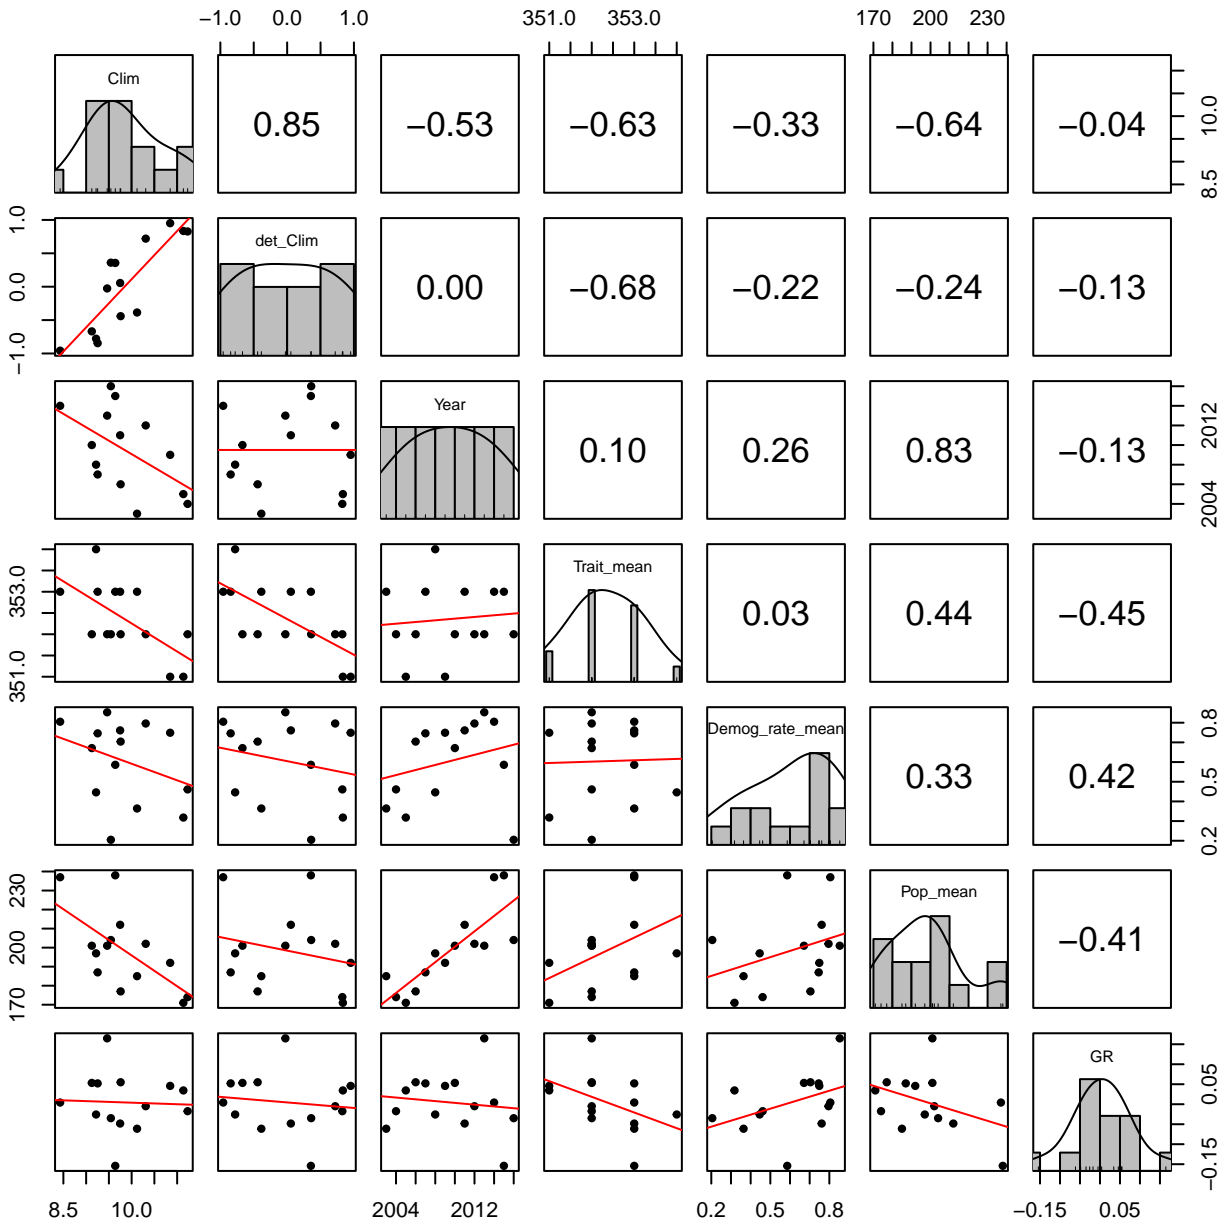 −1.0 0.0 1.0 351.0 353.0 170 200 230
Clim 0.85 −0.53 −0.63 −0.33 −0.64 −0.04 8.5 10.0
−1.0 0.0 1.0 det_Clim 0.00 −0.68 −0.22 −0.24 −0.13
Year 0.10 0.26 0.83 −0.13 2004 2012
351.0 353.0 Trait_mean 0.03 0.44 −0.45
Demog_rate_mean 0.33 0.42 0.2 0.5 0.8
170 200 230 Pop_mean −0.41
GR −0.15 0.05
8.5 10.0 2004 2012 0.2 0.5 0.8 −0.15 0.05